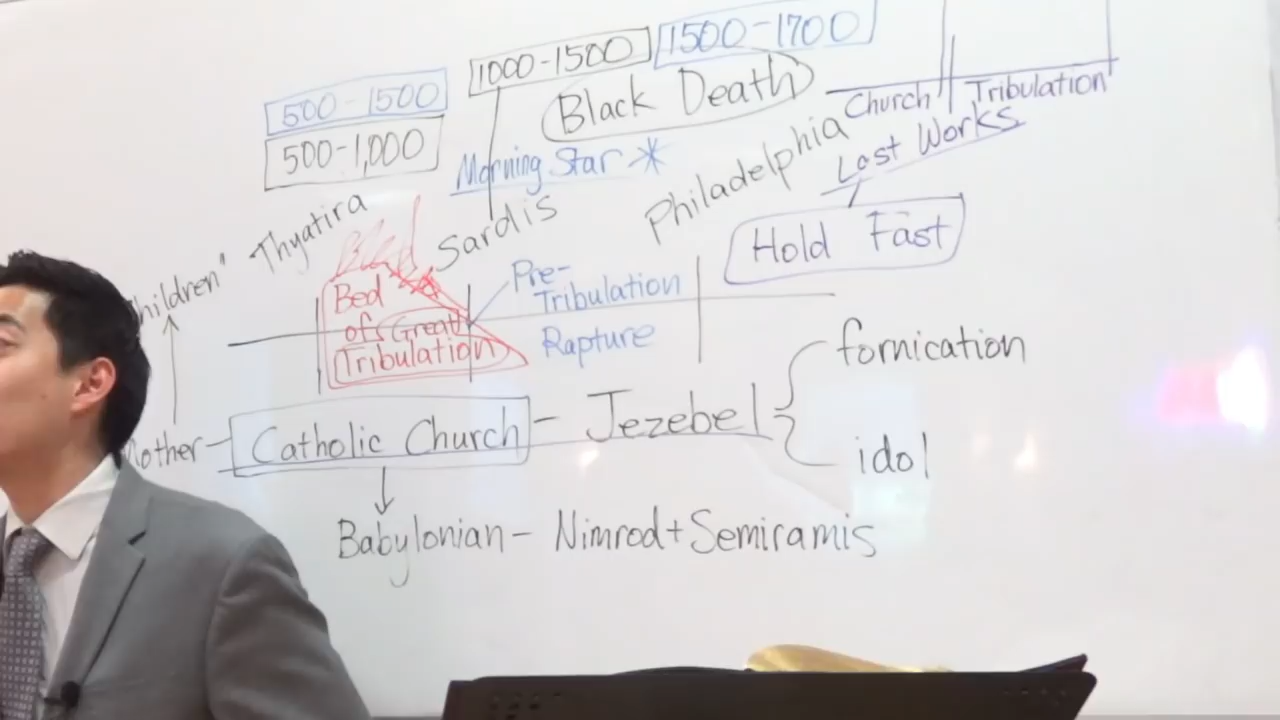 1000-1500
1500-1700
500-1500
Black Death
Church
Tribulation
500-1,000
Morning Star
Philadelphia
Last Works
Thyatira
Sardis
Hold Fast
Children"
Bed
of Great
Tribulation
Pre-
Tribulation
Rapture
fornication
Mother
Catholic Church - Jezebel
idol
Babylonian - Nimrod + Semiramis